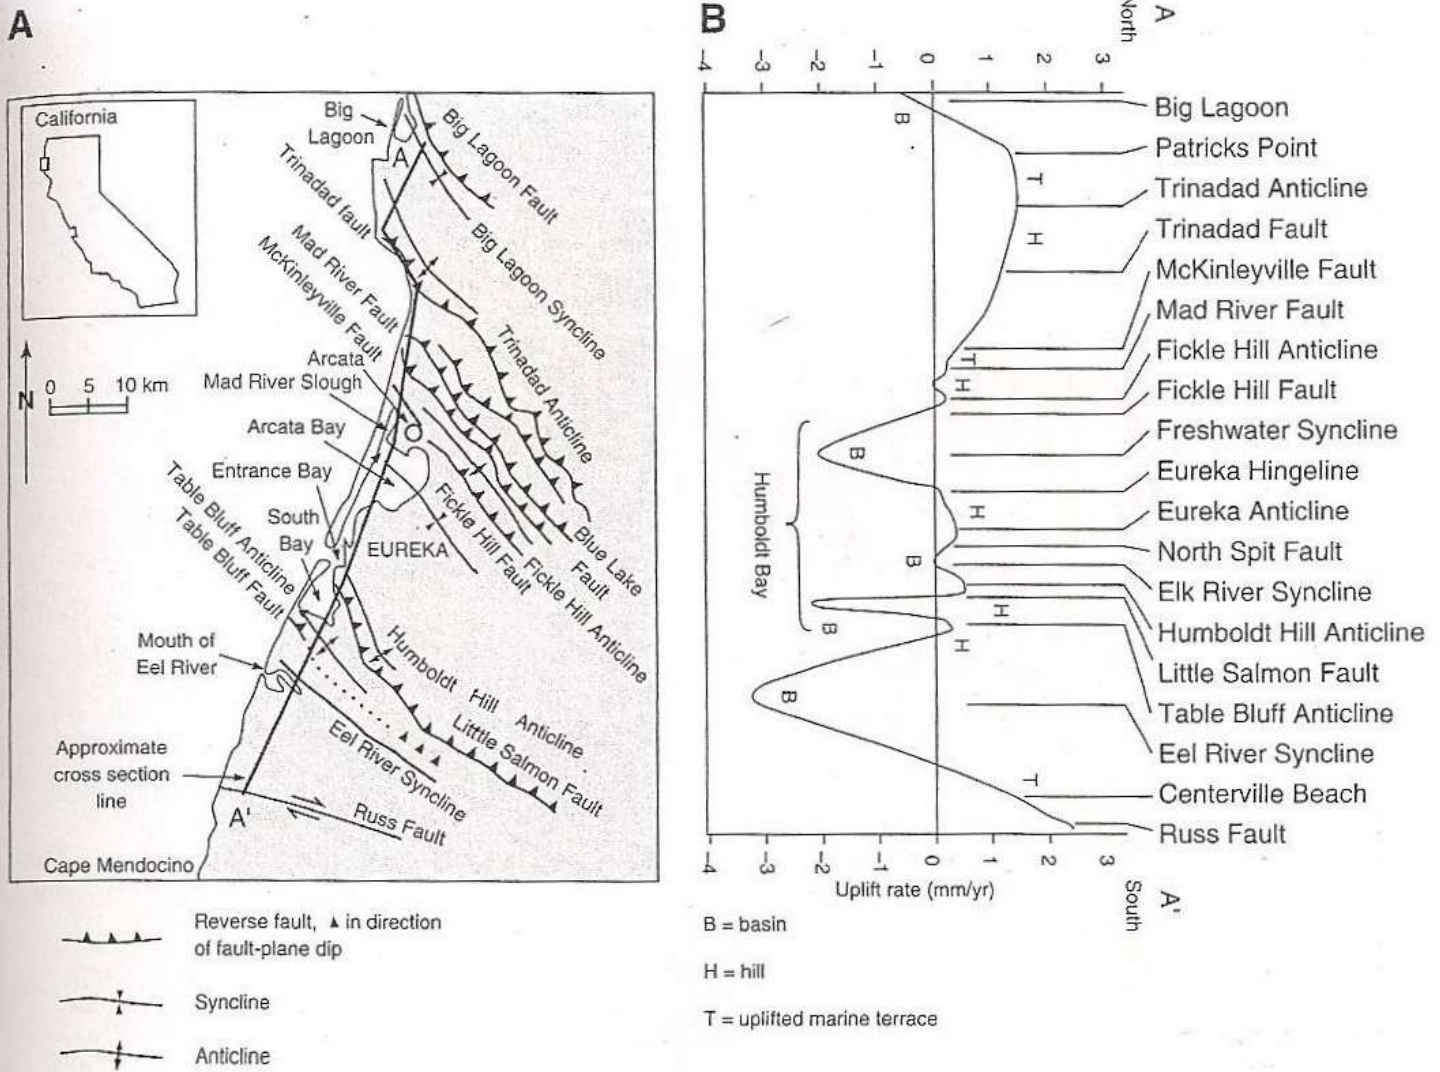 A
California
Big
Lagoon
A
Big Lagoon Fault
Trinadad fault
Big Lagoon Syncline
Mad River Fault
McKinleyville Fault
Trinadad Anticline
Arcata
Mad River Slough
Arcata Bay
Entrance Bay
South
Bay
Table Bluff Anticline
Table Bluff Fault
EUREKA
Fickle Hill Fault
Fickle Hill Anticline
Blue Lake
Fault
N
0 5 10 km
Mouth of
Eel River
Humboldt Hill Anticline
Litttle Salmon Fault
Eel River Syncline
Approximate
cross section
line
A'
Russ Fault
Cape Mendocino
Reverse fault, ▲ in direction
of fault-plane dip
Syncline
Anticline
B
North
A
-4 -3 -2 -1 0 1 2 3
Big Lagoon
Patricks Point
Trinadad Anticline
Trinadad Fault
McKinleyville Fault
Mad River Fault
Fickle Hill Anticline
Fickle Hill Fault
Freshwater Syncline
Eureka Hingeline
Eureka Anticline
North Spit Fault
Elk River Syncline
Humboldt Hill Anticline
Little Salmon Fault
Table Bluff Anticline
Eel River Syncline
Centerville Beach
Russ Fault
B
T
H
T
H
B
H
B
H
B
H
B
T
Humboldt Bay
-4 -3 -2 -1 0 1 2 3
Uplift rate (mm/yr)
South
A'
B = basin
H = hill
T = uplifted marine terrace